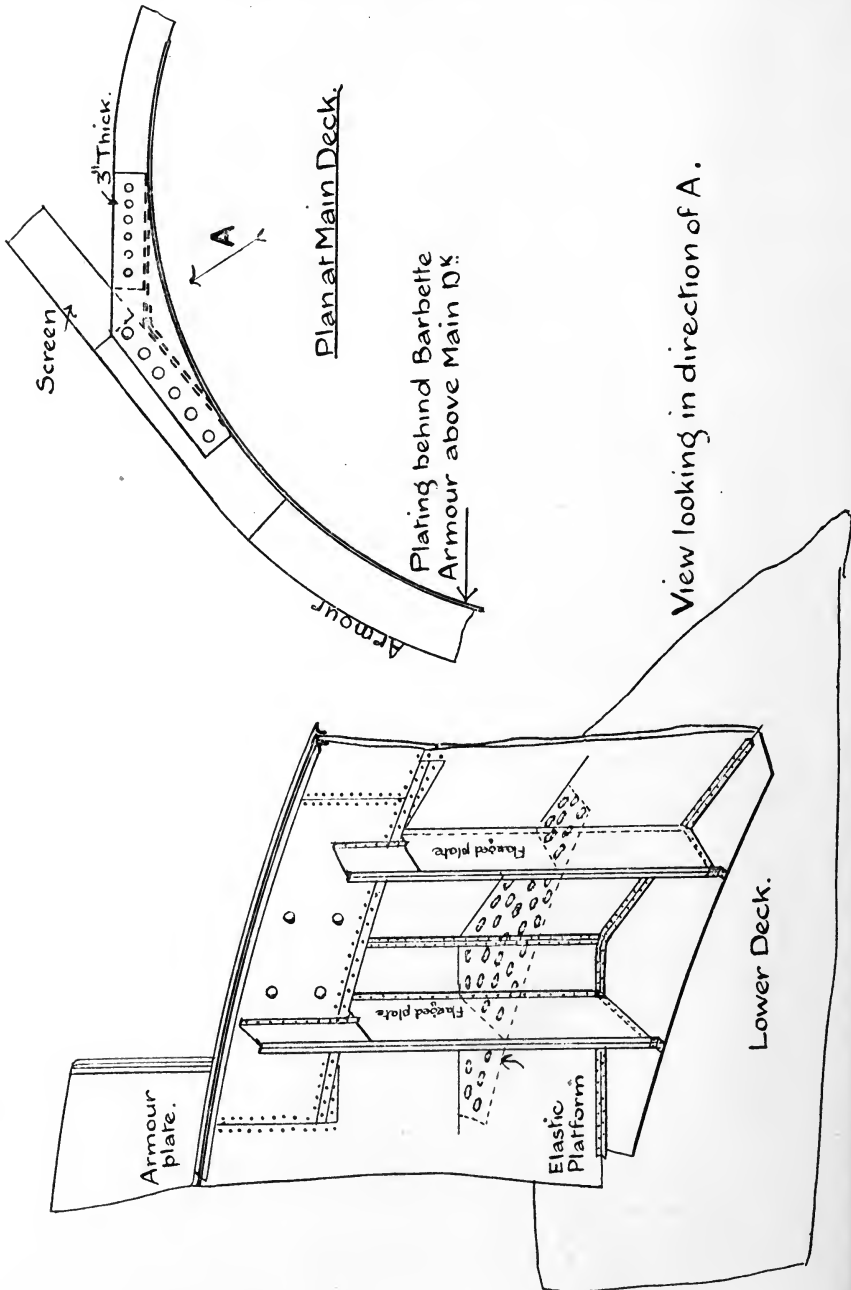 Screen
3" Thick.
A
Plan at Main Deck.
Plating behind Barbette
Armour above Main Dk.
Armour
Armour
plate.
Flanged plate
Flanged plate
Elastic
Platform
Lower Deck.
View looking in direction of A.